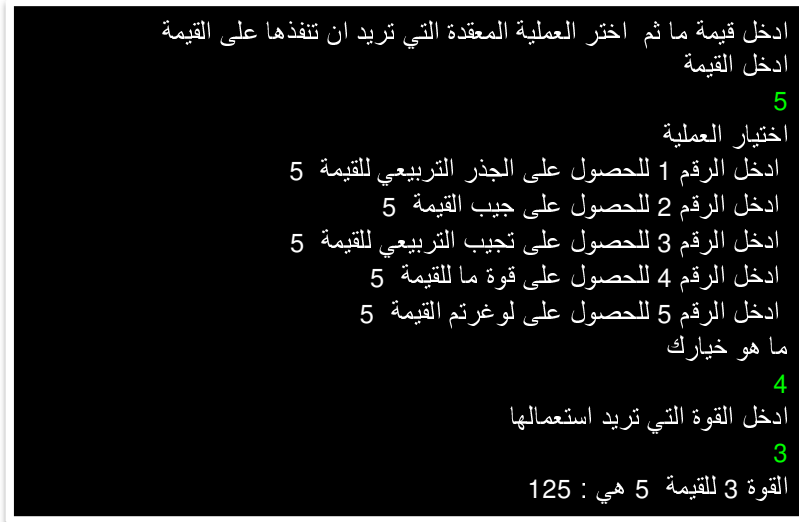 ادخل قيمة ما ثم اختر العملية المعقدة التي تريد ان تنفذها على القيمة
ادخل القيمة
5
اختيار العملية
ادخل الرقم 1 للحصول على الجذر التربيعي للقيمة 5
ادخل الرقم 2 للحصول على جيب القيمة 5
ادخل الرقم 3 للحصول على تجيب التربيعي للقيمة 5
ادخل الرقم 4 للحصول على قوة ما للقيمة 5
ادخل الرقم 5 للحصول على لوغرتم القيمة 5
ما هو خيارك
4
ادخل القوة التي تريد استعمالها
3
القوة 3 للقيمة 5 هي : 125